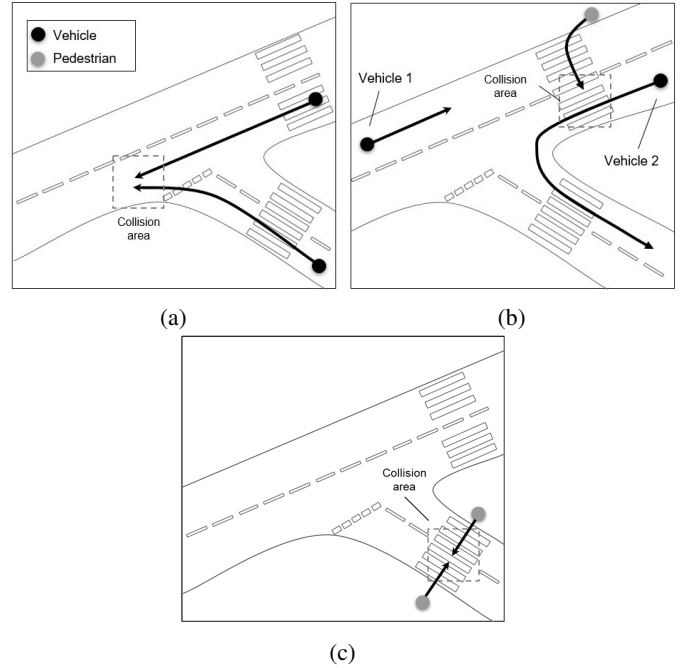 Vehicle
Pedestrian
Collision
area
(a)
Vehicle 1
Collision
area
Vehicle 2
(b)
Collision
area
(c)